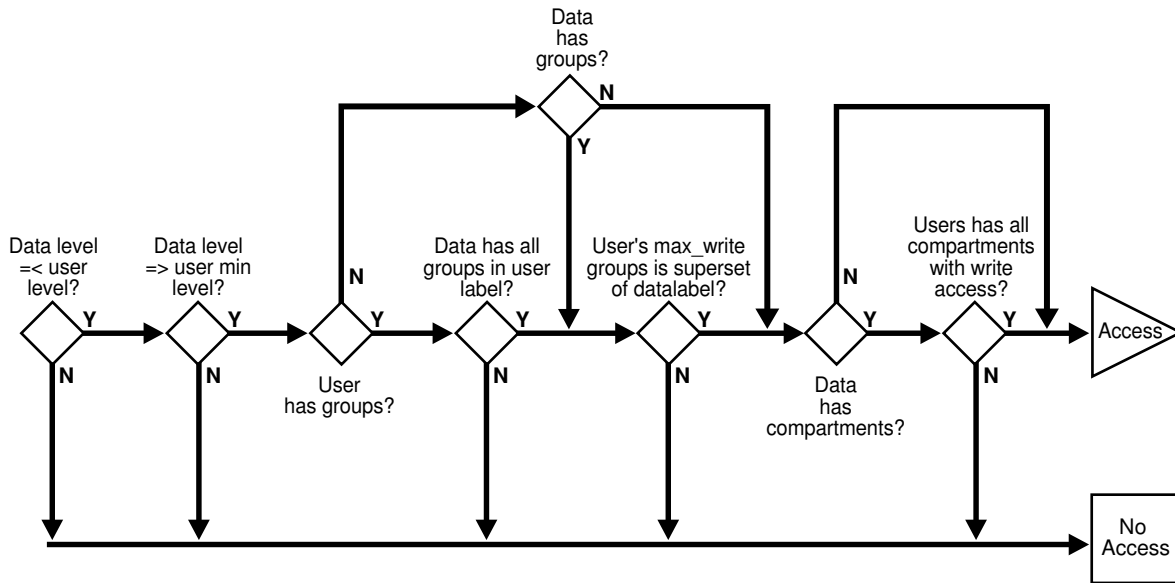 Data
has
groups?
N
Y
Data level
=< user
level?
Y
N
Data level
=> user min
level?
Y
N
N
Y
User
has groups?
Data has all
groups in user
label?
Y
N
User's max_write
groups is superset
of datalabel?
Y
N
N
Y
Data
has
compartments?
Users has all
compartments
with write
access?
Y
N
Access
No
Access